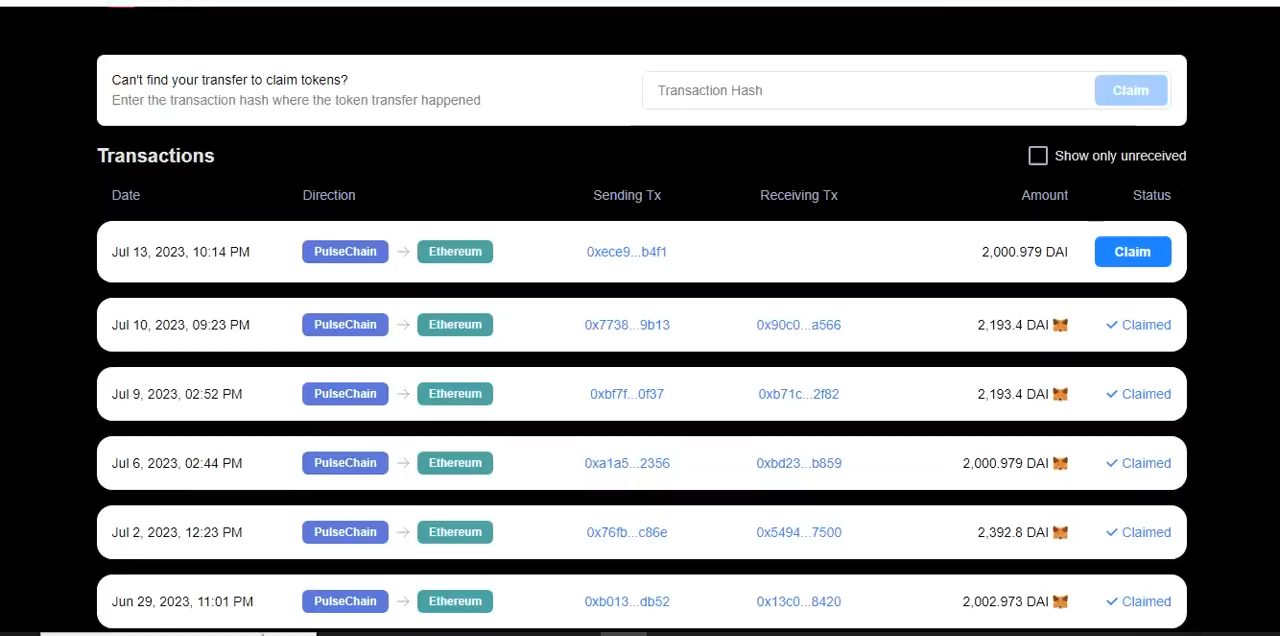 Can't find your transfer to claim tokens?
Enter the transaction hash where the token transfer happened
Transaction Hash Claim
Transactions Show only unreceived
Date Direction Sending Tx Receiving Tx Amount Status
Jul 13, 2023, 10:14 PM PulseChain → Ethereum 0xece9...b4f1 2,000.979 DAI Claim
Jul 10, 2023, 09:23 PM PulseChain → Ethereum 0x7738...9b13 0x90c0...a566 2,193.4 DAI Claimed
Jul 9, 2023, 02:52 PM PulseChain → Ethereum 0xbf7f...0f37 0xb71c...2f82 2,193.4 DAI Claimed
Jul 6, 2023, 02:44 PM PulseChain → Ethereum 0xa1a5...2356 0xbd23...b859 2,000.979 DAI Claimed
Jul 2, 2023, 12:23 PM PulseChain → Ethereum 0x76fb...c86e 0x5494...7500 2,392.8 DAI Claimed
Jun 29, 2023, 11:01 PM PulseChain → Ethereum 0xb013...db52 0x13c0...8420 2,002.973 DAI Claimed